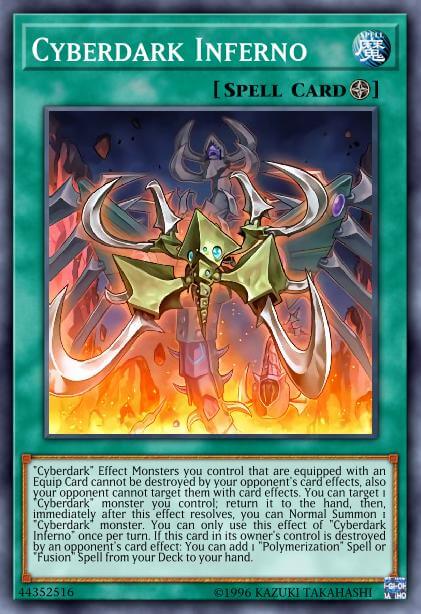 CYBERDARK INFERNO
SPELL
魔
[SPELL CARD]
"Cyberdark" Effect Monsters you control that are equipped with an
Equip Card cannot be destroyed by your opponent's card effects, also
your opponent cannot target them with card effects. You can target 1
"Cyberdark" monster you control; return it to the hand, then,
immediately after this effect resolves, you can Normal Summon 1
"Cyberdark" monster. You can only use this effect of "Cyberdark
Inferno" once per turn. If this card in its owner's control is destroyed
by an opponent's card effect: You can add 1 "Polymerization" Spell or
"Fusion" Spell from your Deck to your hand.
44352516
©1996 KAZUKI TAKAHASHI